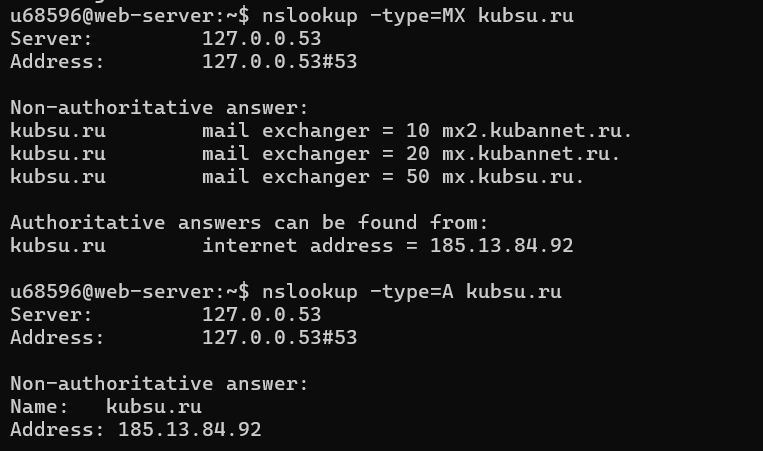 u68596@web-server:~$ nslookup -type=MX kubsu.ru
Server:         127.0.0.53
Address:        127.0.0.53#53

Non-authoritative answer:
kubsu.ru        mail exchanger = 10 mx2.kubannet.ru.
kubsu.ru        mail exchanger = 20 mx.kubannet.ru.
kubsu.ru        mail exchanger = 50 mx.kubsu.ru.

Authoritative answers can be found from:
kubsu.ru        internet address = 185.13.84.92

u68596@web-server:~$ nslookup -type=A kubsu.ru
Server:         127.0.0.53
Address:        127.0.0.53#53

Non-authoritative answer:
Name:   kubsu.ru
Address: 185.13.84.92